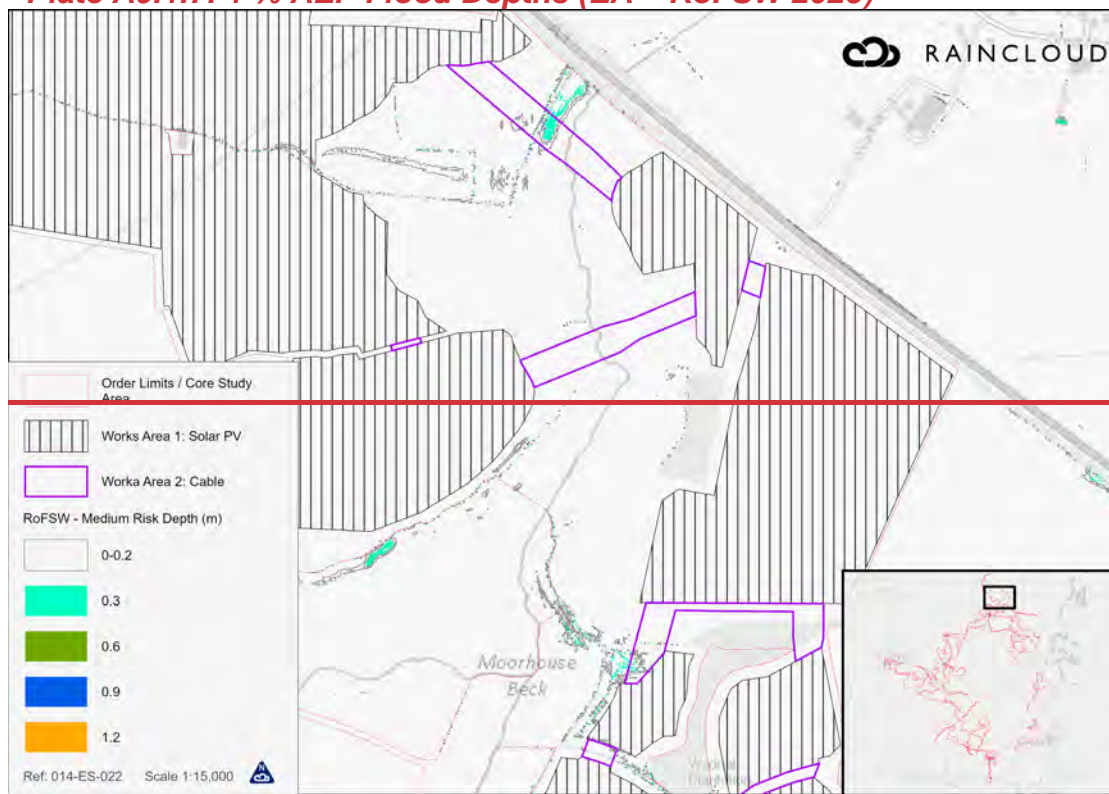 RAINCLOUD
Order Limits / Core Study
Area
Works Area 1: Solar PV
Worka Area 2: Cable
RoFSW - Medium Risk Depth (m)
0-0.2
0.3
0.6
0.9
1.2
Ref: 014-ES-022 Scale 1:15,000
N
Moorhouse
Beck